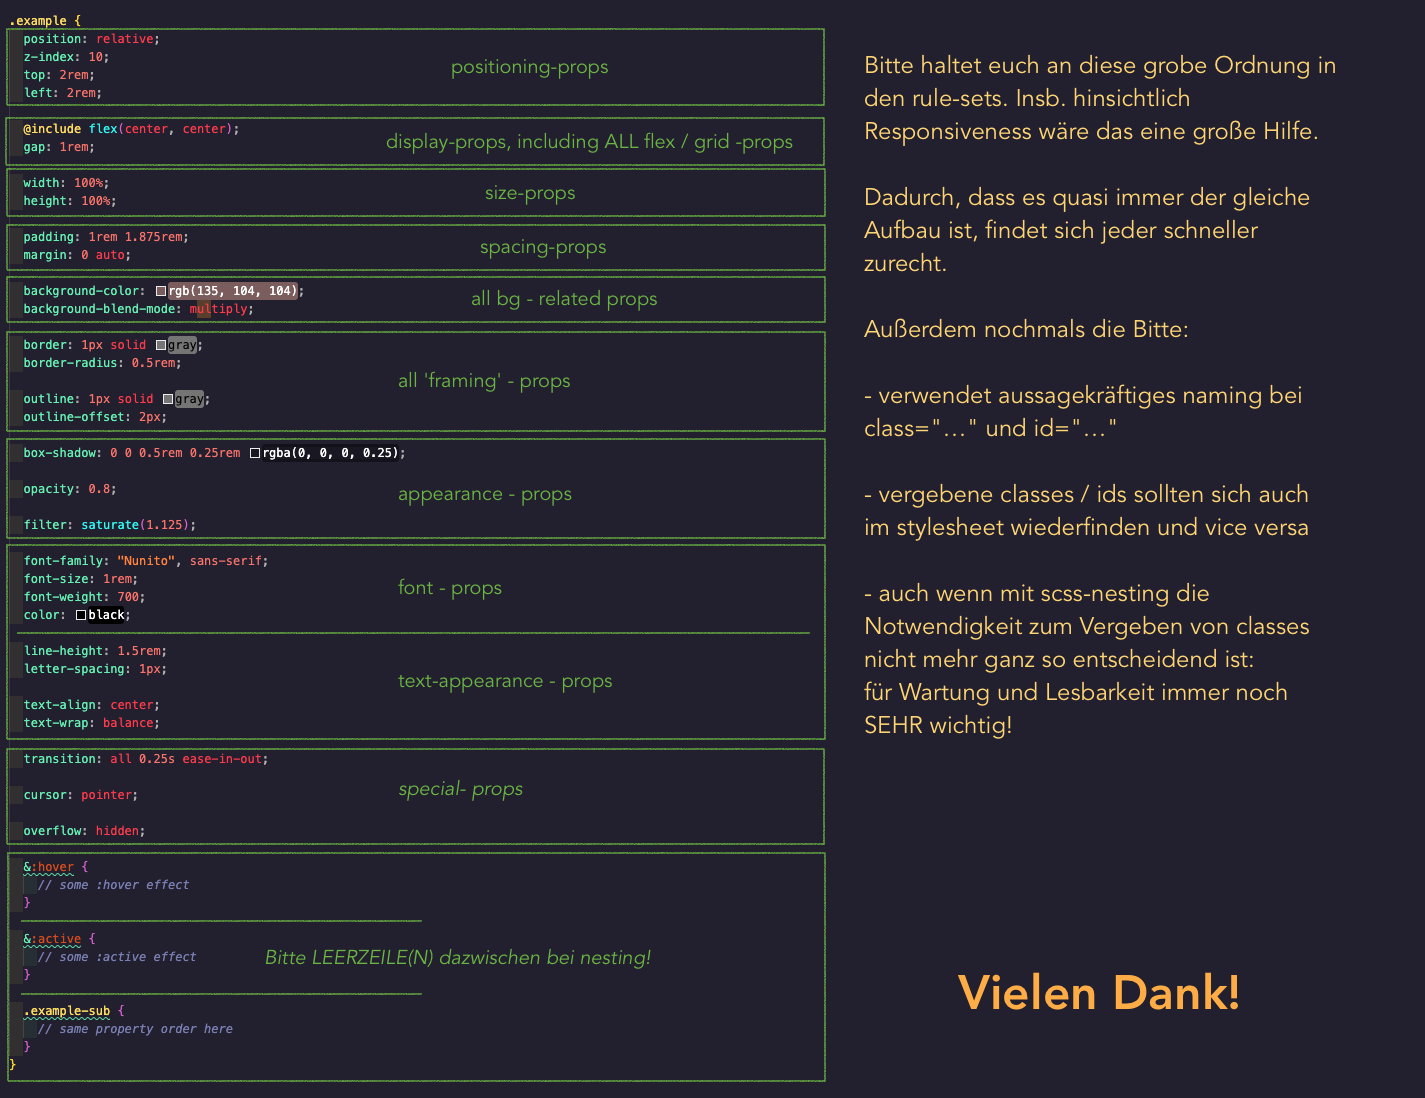 .example {
position: relative;
z-index: 10;
top: 2rem;
left: 2rem;
positioning-props
@include flex(center, center);
gap: 1rem;
display-props, including ALL flex / grid -props
width: 100%;
height: 100%;
size-props
padding: 1rem 1.875rem;
margin: 0 auto;
spacing-props
background-color: rgb(135, 104, 104);
background-blend-mode: multiply;
all bg - related props
border: 1px solid gray;
border-radius: 0.5rem;
outline: 1px solid gray;
outline-offset: 2px;
all 'framing' - props
box-shadow: 0 0 0.5rem 0.25rem rgba(0, 0, 0, 0.25);
opacity: 0.8;
filter: saturate(1.125);
appearance - props
font-family: "Nunito", sans-serif;
font-size: 1rem;
font-weight: 700;
color: black;
font - props
line-height: 1.5rem;
letter-spacing: 1px;
text-align: center;
text-wrap: balance;
text-appearance - props
transition: all 0.25s ease-in-out;
cursor: pointer;
overflow: hidden;
special- props
&:hover {
// some :hover effect
}
&:active {
// some :active effect
}
Bitte LEERZEILE(N) dazwischen bei nesting!
.example-sub {
// same property order here
}
}
Bitte haltet euch an diese grobe Ordnung in
den rule-sets. Insb. hinsichtlich
Responsiveness wäre das eine große Hilfe.
Dadurch, dass es quasi immer der gleiche
Aufbau ist, findet sich jeder schneller
zurecht.
Außerdem nochmals die Bitte:
- verwendet aussagekräftiges naming bei
class="…" und id="…"
- vergebene classes / ids sollten sich auch
im stylesheet wiederfinden und vice versa
- auch wenn mit scss-nesting die
Notwendigkeit zum Vergeben von classes
nicht mehr ganz so entscheidend ist:
für Wartung und Lesbarkeit immer noch
SEHR wichtig!
Vielen Dank!